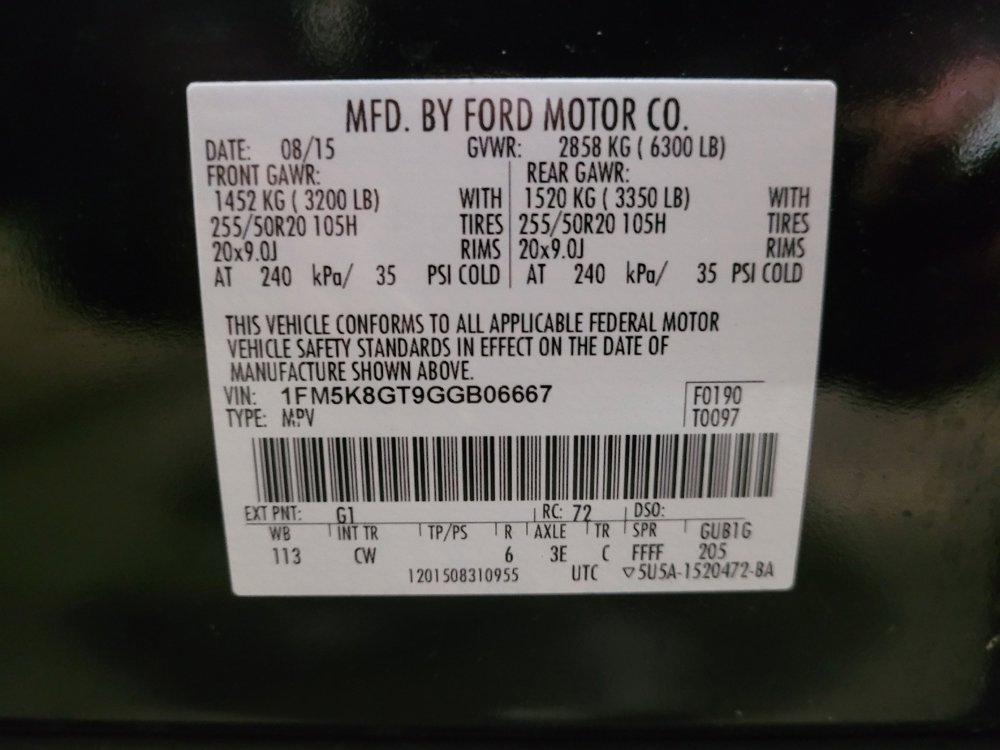 MFD. BY FORD MOTOR CO.
DATE: 08/15 GVWR: 2858 KG ( 6300 LB)
FRONT GAWR: REAR GAWR:
1452 KG ( 3200 LB) WITH 1520 KG ( 3350 LB) WITH
255/50R20 105H TIRES 255/50R20 105H TIRES
20x9.0J RIMS 20x9.0J RIMS
AT 240 kPa/ 35 PSI COLD AT 240 kPa/ 35 PSI COLD
THIS VEHICLE CONFORMS TO ALL APPLICABLE FEDERAL MOTOR
VEHICLE SAFETY STANDARDS IN EFFECT ON THE DATE OF
MANUFACTURE SHOWN ABOVE.
VIN: 1FM5K8GT9GGB06667 F0190
TYPE: MPV T0097
EXT PNT: G1 RC: 72 DSO:
WB INT TR TP/PS R AXLE TR SPR GUB1G
113 CW 6 3E C FFFF 205
1201508310955 UTC ▽5U5A-1520472-BA